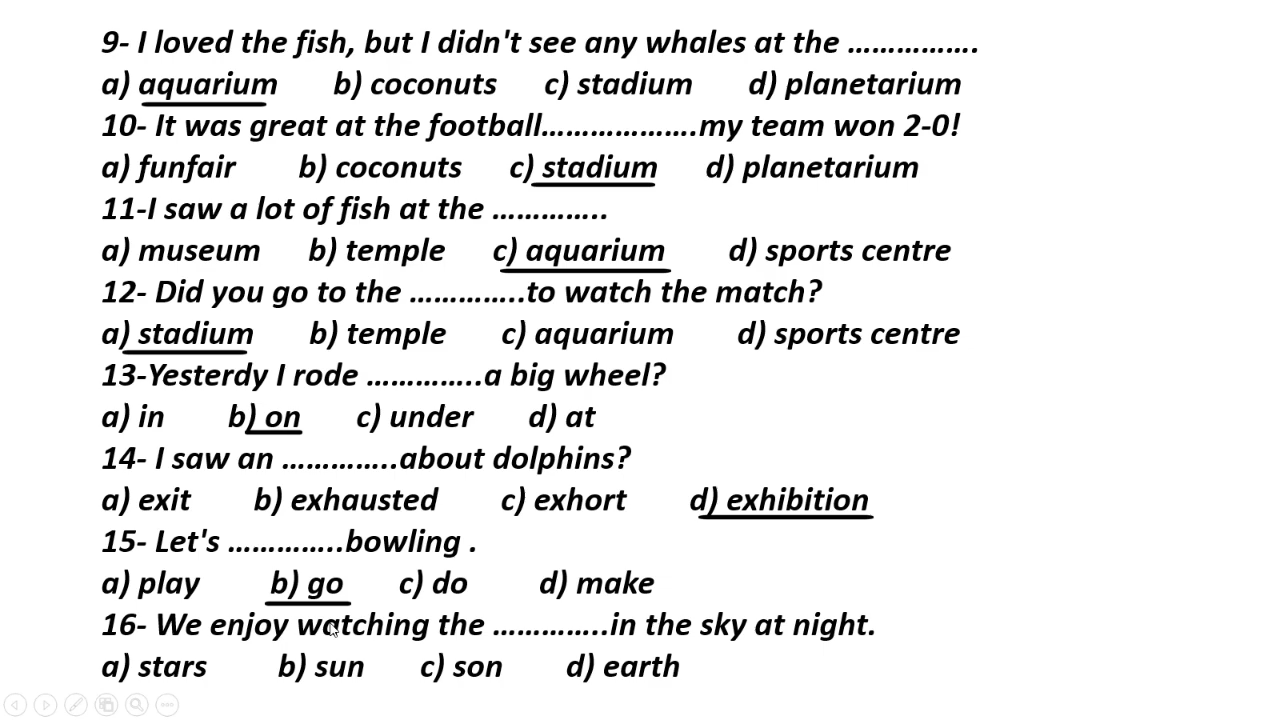 9- I loved the fish, but I didn't see any whales at the …………….
a) aquarium b) coconuts c) stadium d) planetarium
10- It was great at the football……………….my team won 2-0!
a) funfair b) coconuts c) stadium d) planetarium
11-I saw a lot of fish at the …………..
a) museum b) temple c) aquarium d) sports centre
12- Did you go to the …………..to watch the match?
a) stadium b) temple c) aquarium d) sports centre
13-Yesterdy I rode …………..a big wheel?
a) in b) on c) under d) at
14- I saw an …………..about dolphins?
a) exit b) exhausted c) exhort d) exhibition
15- Let's …………..bowling .
a) play b) go c) do d) make
16- We enjoy watching the …………..in the sky at night.
a) stars b) sun c) son d) earth